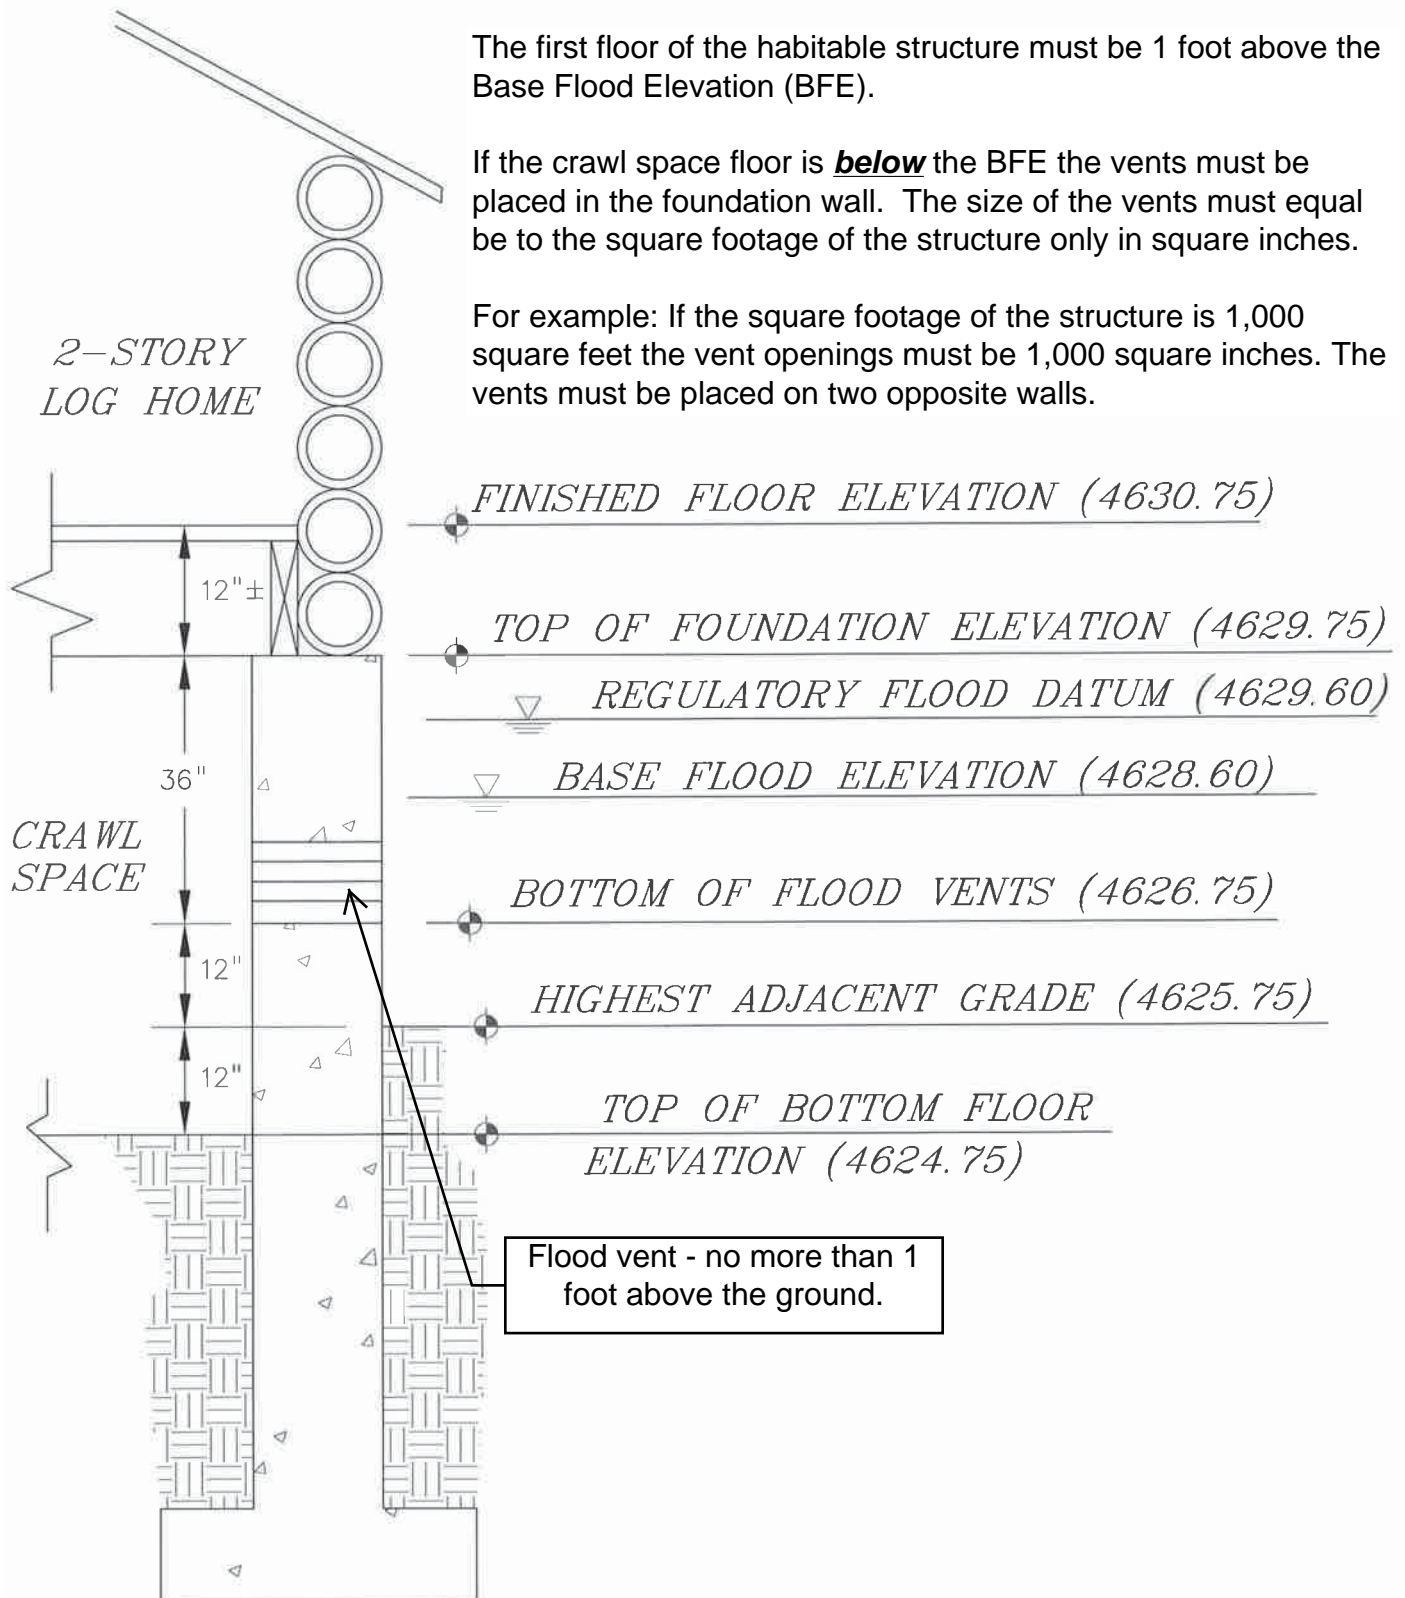 The first floor of the habitable structure must be 1 foot above the
Base Flood Elevation (BFE).
If the crawl space floor is below the BFE the vents must be
placed in the foundation wall.  The size of the vents must equal
be to the square footage of the structure only in square inches.
For example: If the square footage of the structure is 1,000
square feet the vent openings must be 1,000 square inches. The
vents must be placed on two opposite walls.
2-STORY
LOG HOME
FINISHED FLOOR ELEVATION (4630.75)
12"±
TOP OF FOUNDATION ELEVATION (4629.75)
REGULATORY FLOOD DATUM (4629.60)
36"
BASE FLOOD ELEVATION (4628.60)
CRAWL
SPACE
BOTTOM OF FLOOD VENTS (4626.75)
12"
HIGHEST ADJACENT GRADE (4625.75)
12"
TOP OF BOTTOM FLOOR
ELEVATION (4624.75)
Flood vent - no more than 1
foot above the ground.